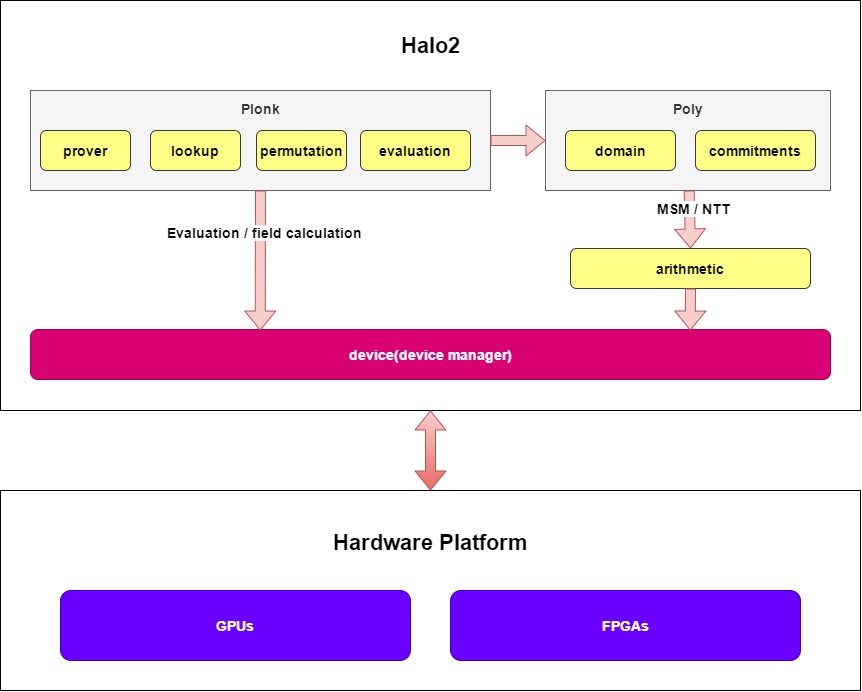 Halo2
Plonk
prover
lookup
permutation
evaluation
Poly
domain
commitments
Evaluation / field calculation
MSM / NTT
arithmetic
device(device manager)
Hardware Platform
GPUs
FPGAs